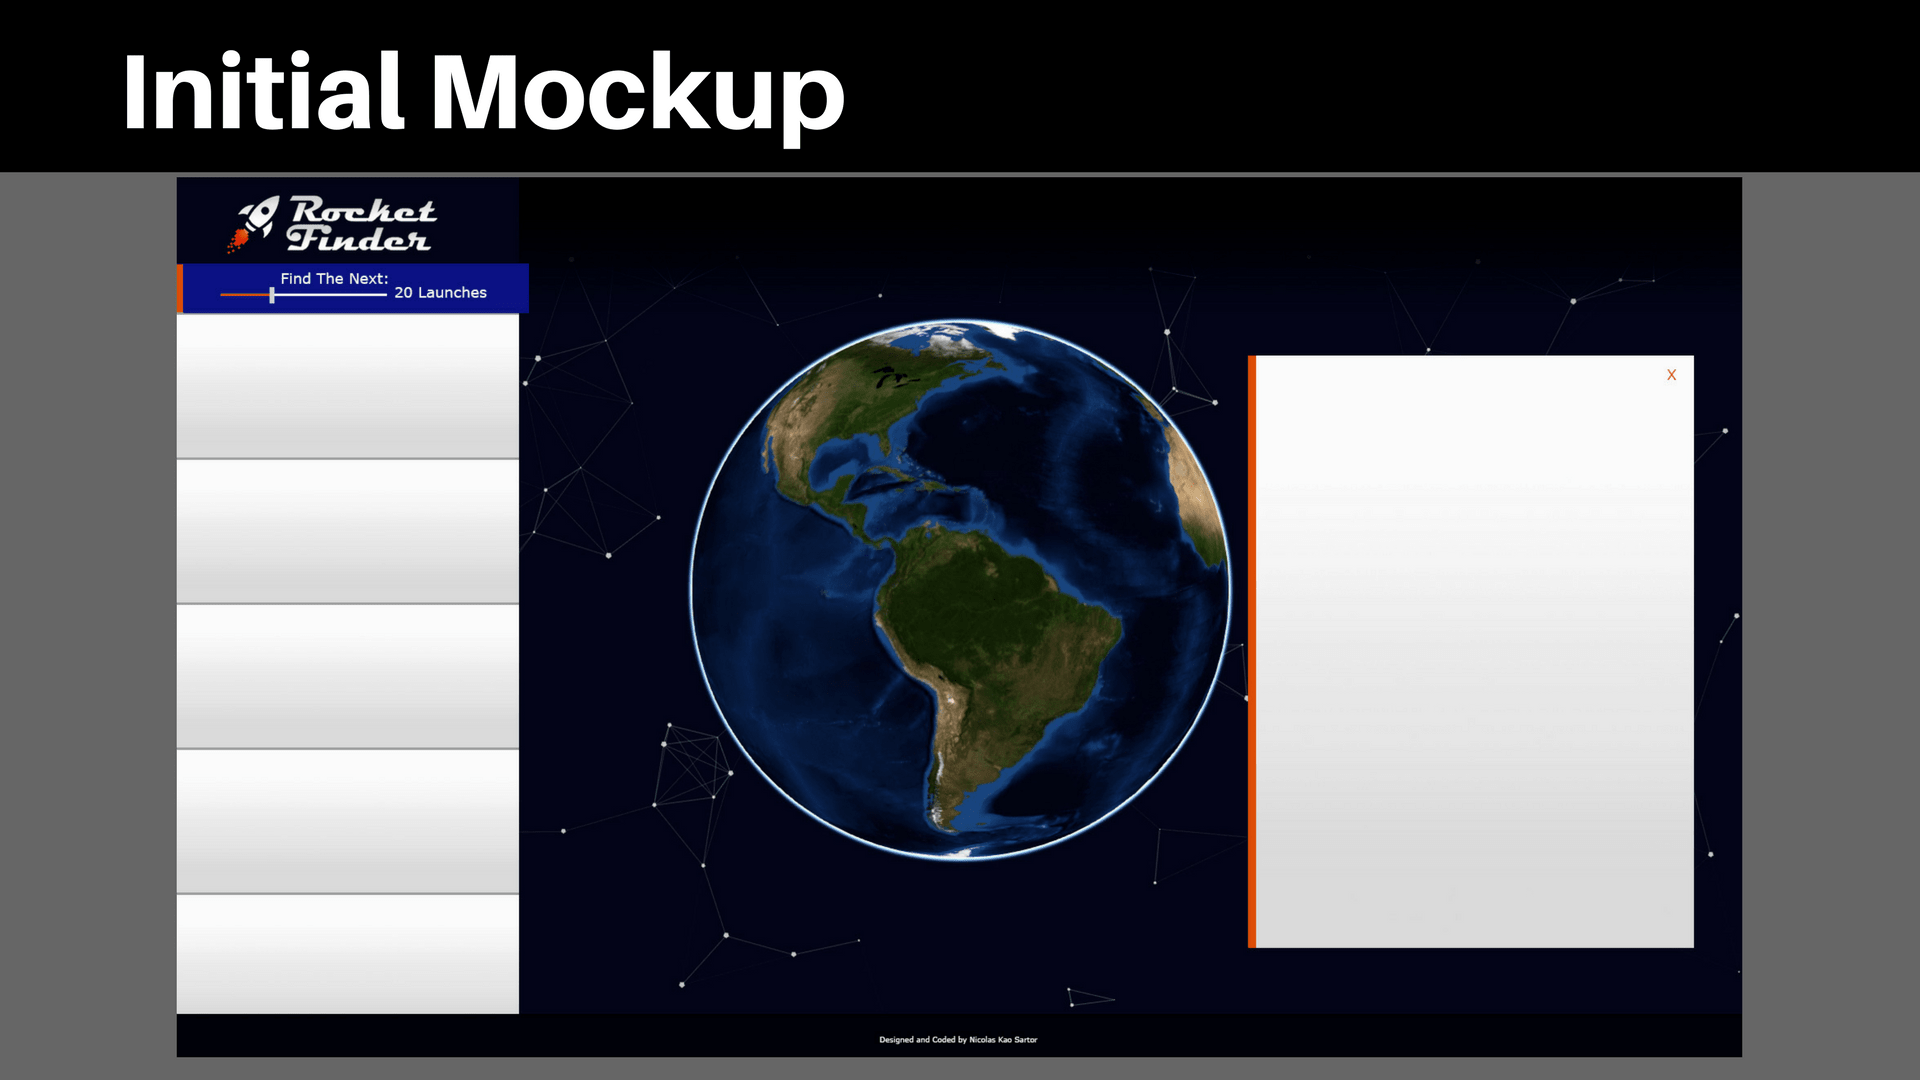 Initial Mockup
Rocket
Finder
Find The Next:
20 Launches
X
Designed and Coded by Nicolas Kao Sartor